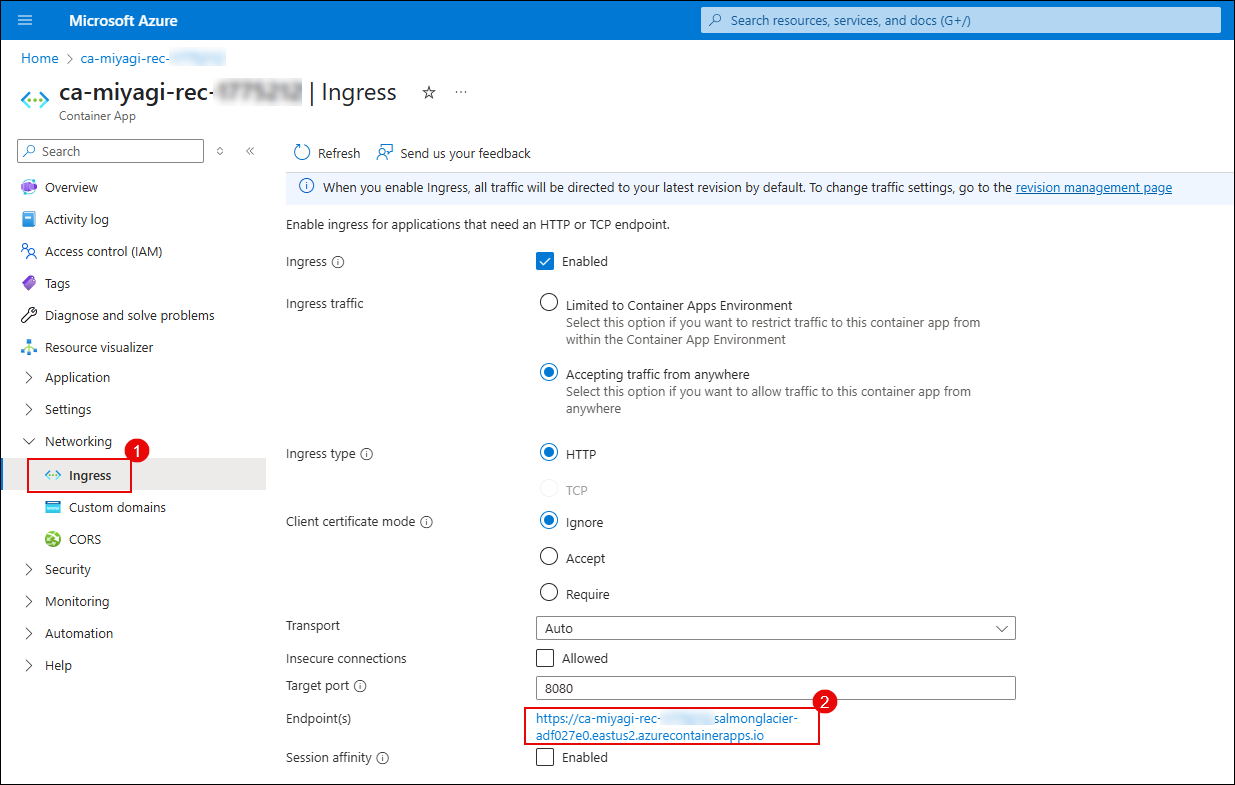 Microsoft Azure
Search resources, services, and docs (G+/)
Home > ca-miyagi-rec-
ca-miyagi-rec- | Ingress
Container App
Search
Refresh
Send us your feedback
When you enable Ingress, all traffic will be directed to your latest revision by default. To change traffic settings, go to the revision management page
Overview
Activity log
Access control (IAM)
Tags
Diagnose and solve problems
Resource visualizer
Application
Settings
Networking
1
Ingress
Custom domains
CORS
Security
Monitoring
Automation
Help
Enable ingress for applications that need an HTTP or TCP endpoint.
Ingress
Enabled
Ingress traffic
Limited to Container Apps Environment
Select this option if you want to restrict traffic to this container app from
within the Container App Environment
Accepting traffic from anywhere
Select this option if you want to allow traffic to this container app from
anywhere
Ingress type
HTTP
TCP
Client certificate mode
Ignore
Accept
Require
Transport
Auto
Insecure connections
Allowed
Target port
8080
2
Endpoint(s)
https://ca-miyagi-rec- salmonglacier-
adf027e0.eastus2.azurecontainerapps.io
Session affinity
Enabled